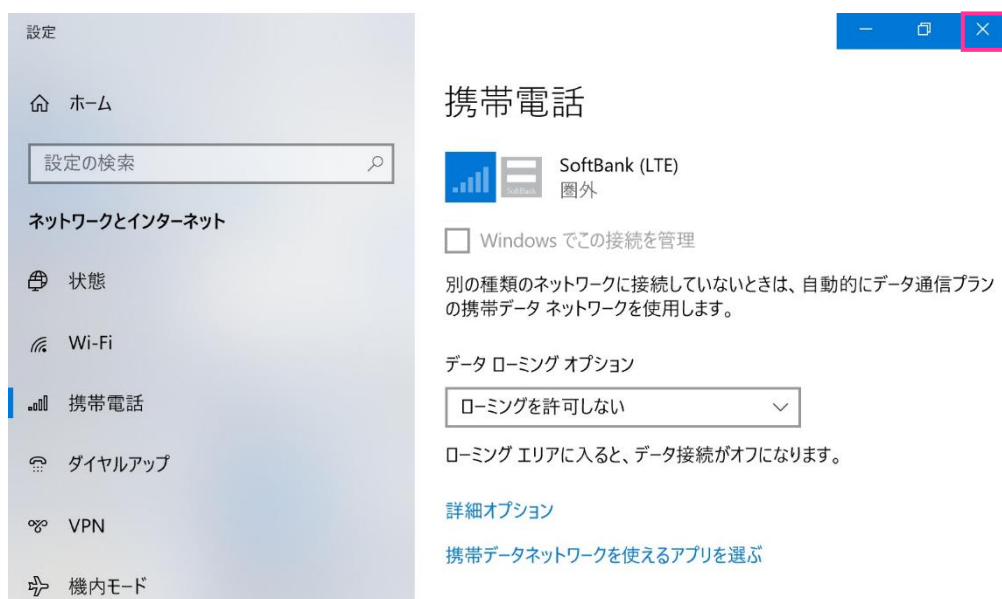 設定
ホーム
設定の検索
ネットワークとインターネット
状態
Wi-Fi
携帯電話
ダイヤルアップ
VPN
機内モード
携帯電話
SoftBank
SoftBank (LTE)
圏外
Windows でこの接続を管理
別の種類のネットワークに接続していないときは、自動的にデータ通信プラン
の携帯データ ネットワークを使用します。
データ ローミング オプション
ローミングを許可しない
ローミング エリアに入ると、データ接続がオフになります。
詳細オプション
携帯データネットワークを使えるアプリを選ぶ